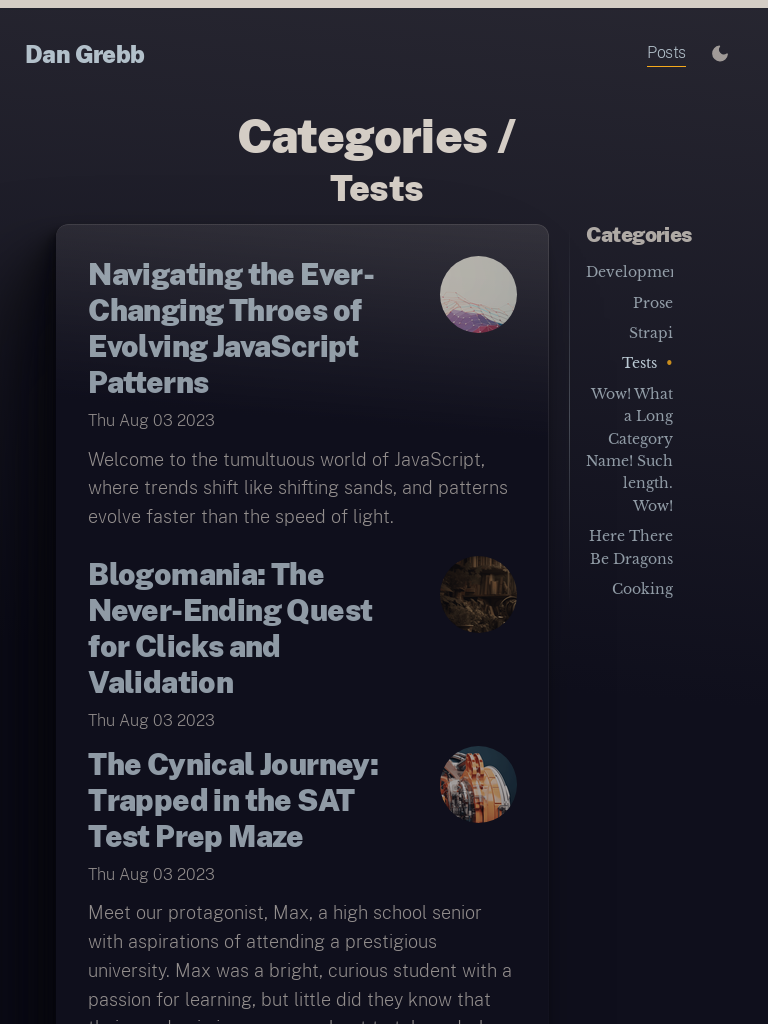 Dan Grebb
Posts
Categories /
Tests
Navigating the Ever-
Changing Throes of
Evolving JavaScript
Patterns
Thu Aug 03 2023
Welcome to the tumultuous world of JavaScript,
where trends shift like shifting sands, and patterns
evolve faster than the speed of light.
Blogomania: The
Never-Ending Quest
for Clicks and
Validation
Thu Aug 03 2023
The Cynical Journey:
Trapped in the SAT
Test Prep Maze
Thu Aug 03 2023
Meet our protagonist, Max, a high school senior
with aspirations of attending a prestigious
university. Max was a bright, curious student with a
passion for learning, but little did they know that
Categories
Prose
Strapi
Tests •
Wow! What
a Long
Category
Name! Such
length.
Wow!
Here There
Be Dragons
Cooking